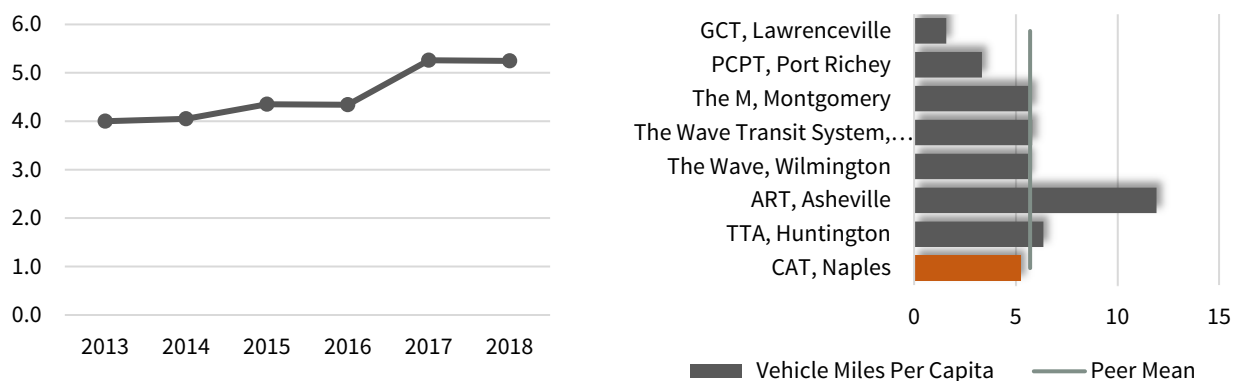 6.0
5.0
4.0
3.0
2.0
1.0
0.0
2013 2014 2015 2016 2017 2018
GCT, Lawrenceville
PCPT, Port Richey
The M, Montgomery
The Wave Transit System,…
The Wave, Wilmington
ART, Asheville
TTA, Huntington
CAT, Naples
0 5 10 15
Vehicle Miles Per Capita Peer Mean